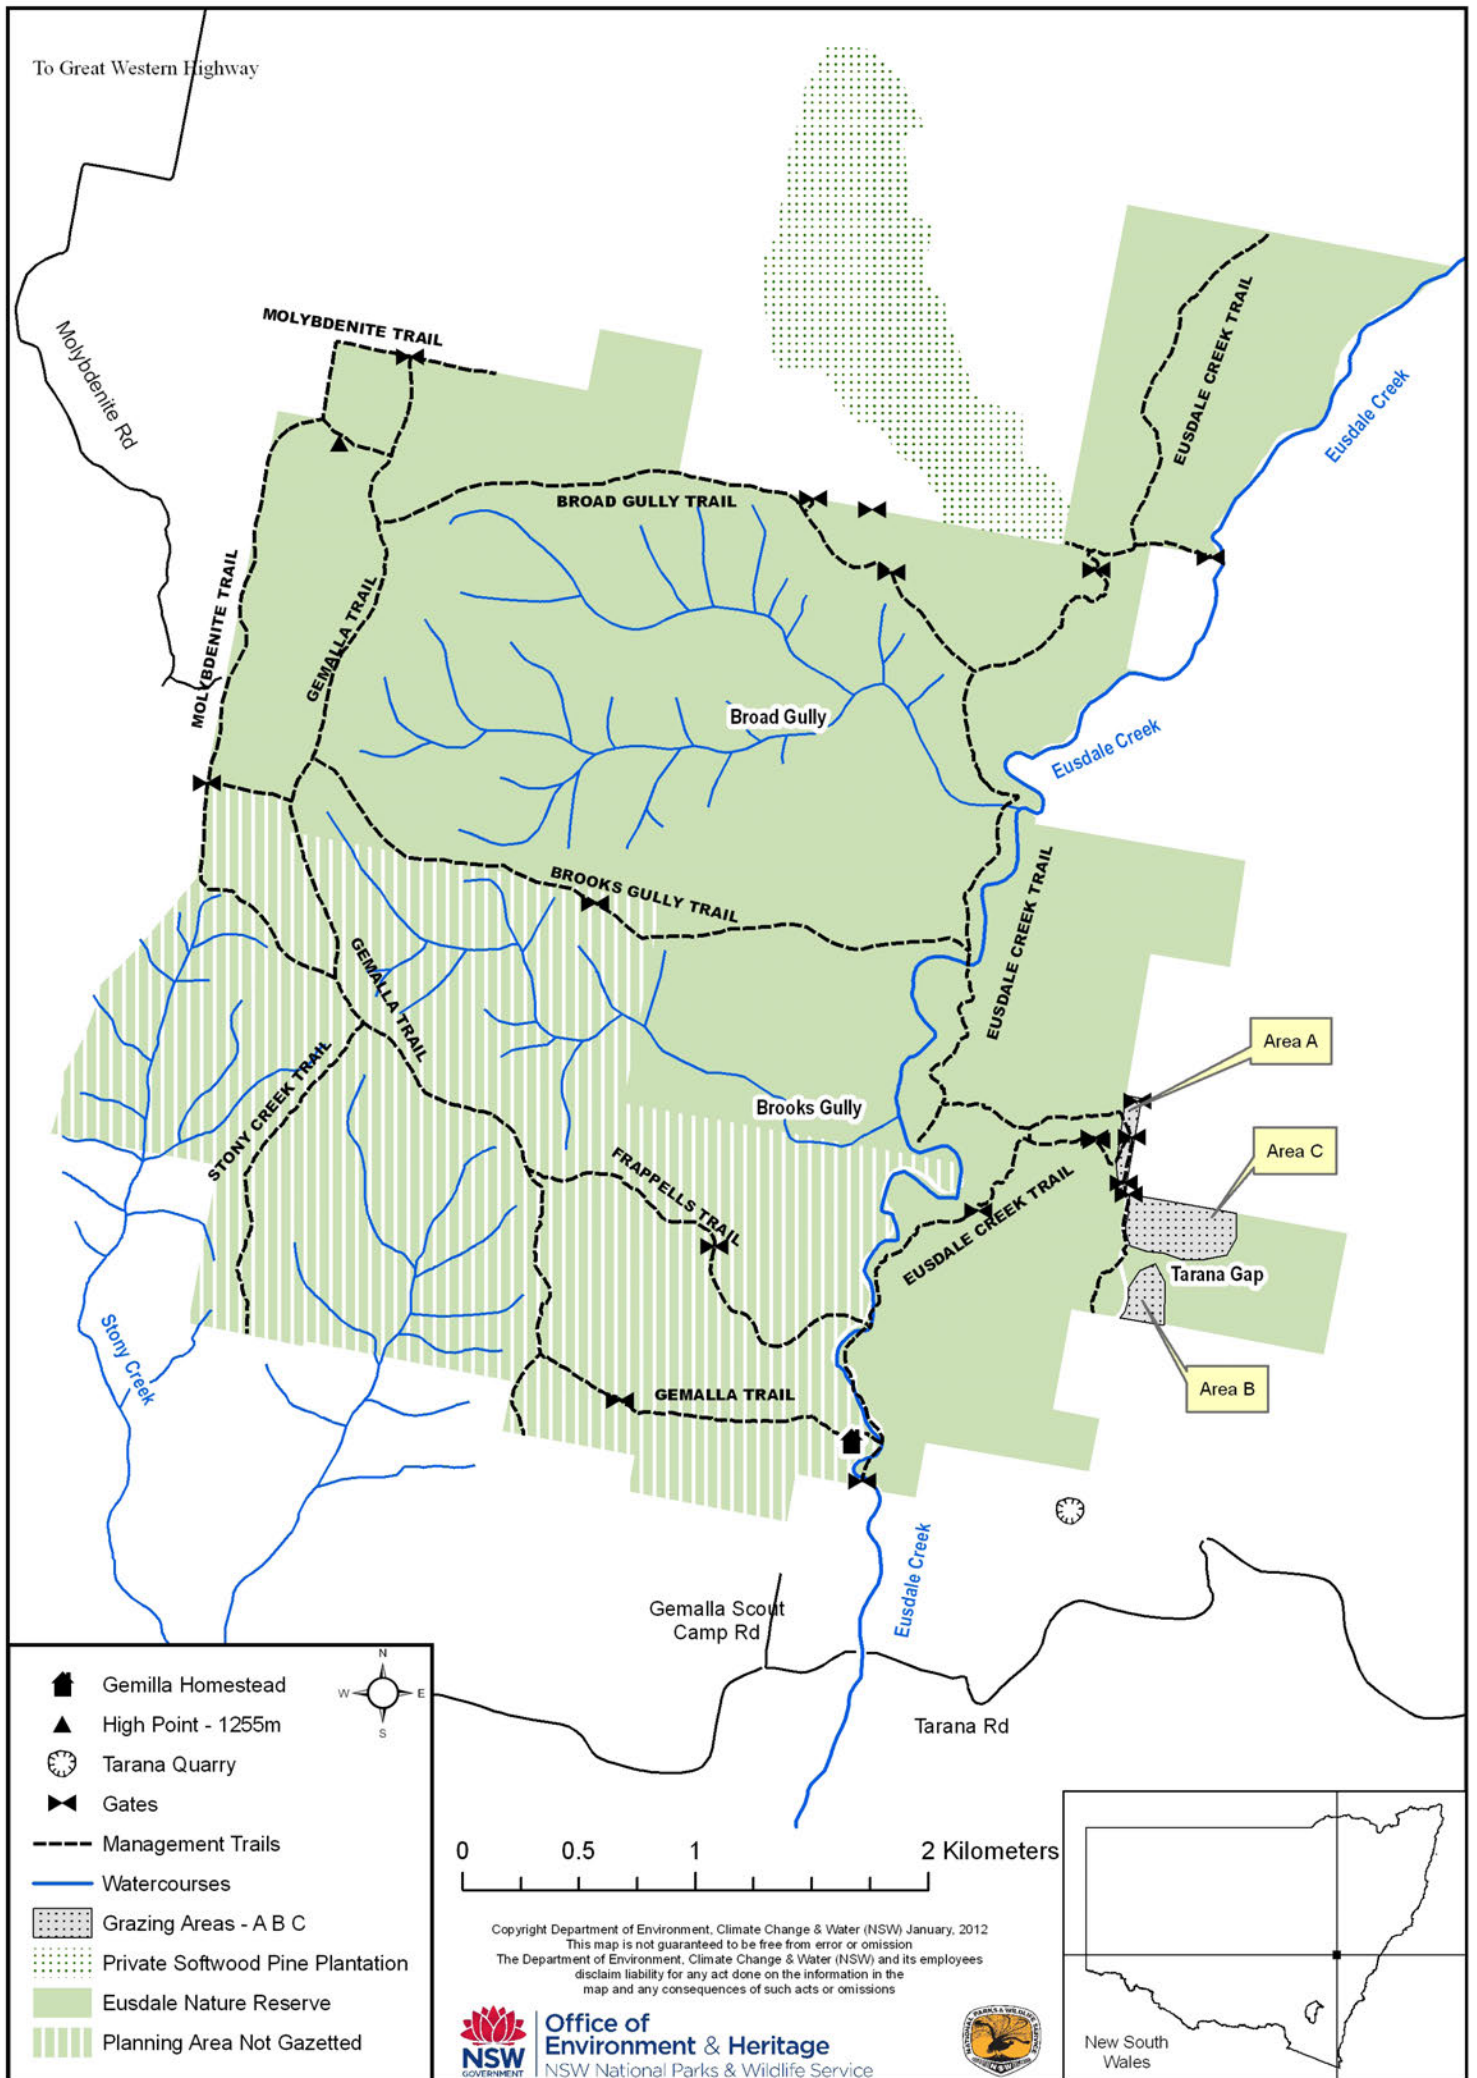 To Great Western Highway
MOLYBDENITE TRAIL
Molybdenite Rd
EUSDALE CREEK TRAIL
Eusdale Creek
BROAD GULLY TRAIL
MOLYBDENITE TRAIL
GEMALLA TRAIL
Broad Gully
Eusdale Creek
BROOKS GULLY TRAIL
EUSDALE CREEK TRAIL
GEMALLA TRAIL
Area A
STONY CREEK TRAIL
Brooks Gully
Area C
FRAPPELLS TRAIL
EUSDALE CREEK TRAIL
Tarana Gap
Stony Creek
Area B
GEMALLA TRAIL
Eusdale Creek
Gemalla Scout
Camp Rd
Tarana Rd
N
W
E
S
Gemilla Homestead
High Point - 1255m
Tarana Quarry
Gates
Management Trails
Watercourses
Grazing Areas - A B C
Private Softwood Pine Plantation
Eusdale Nature Reserve
Planning Area Not Gazetted
0 0.5 1 2 Kilometers
Copyright Department of Environment, Climate Change & Water (NSW) January, 2012
This map is not guaranteed to be free from error or omission
The Department of Environment, Climate Change & Water (NSW) and its employees
disclaim liability for any act done on the information in the
map and any consequences of such acts or omissions
NSW
GOVERNMENT
Office of
Environment & Heritage
NSW National Parks & Wildlife Service
NATIONAL PARKS & WILDLIFE SERVICE
NSW
New South
Wales